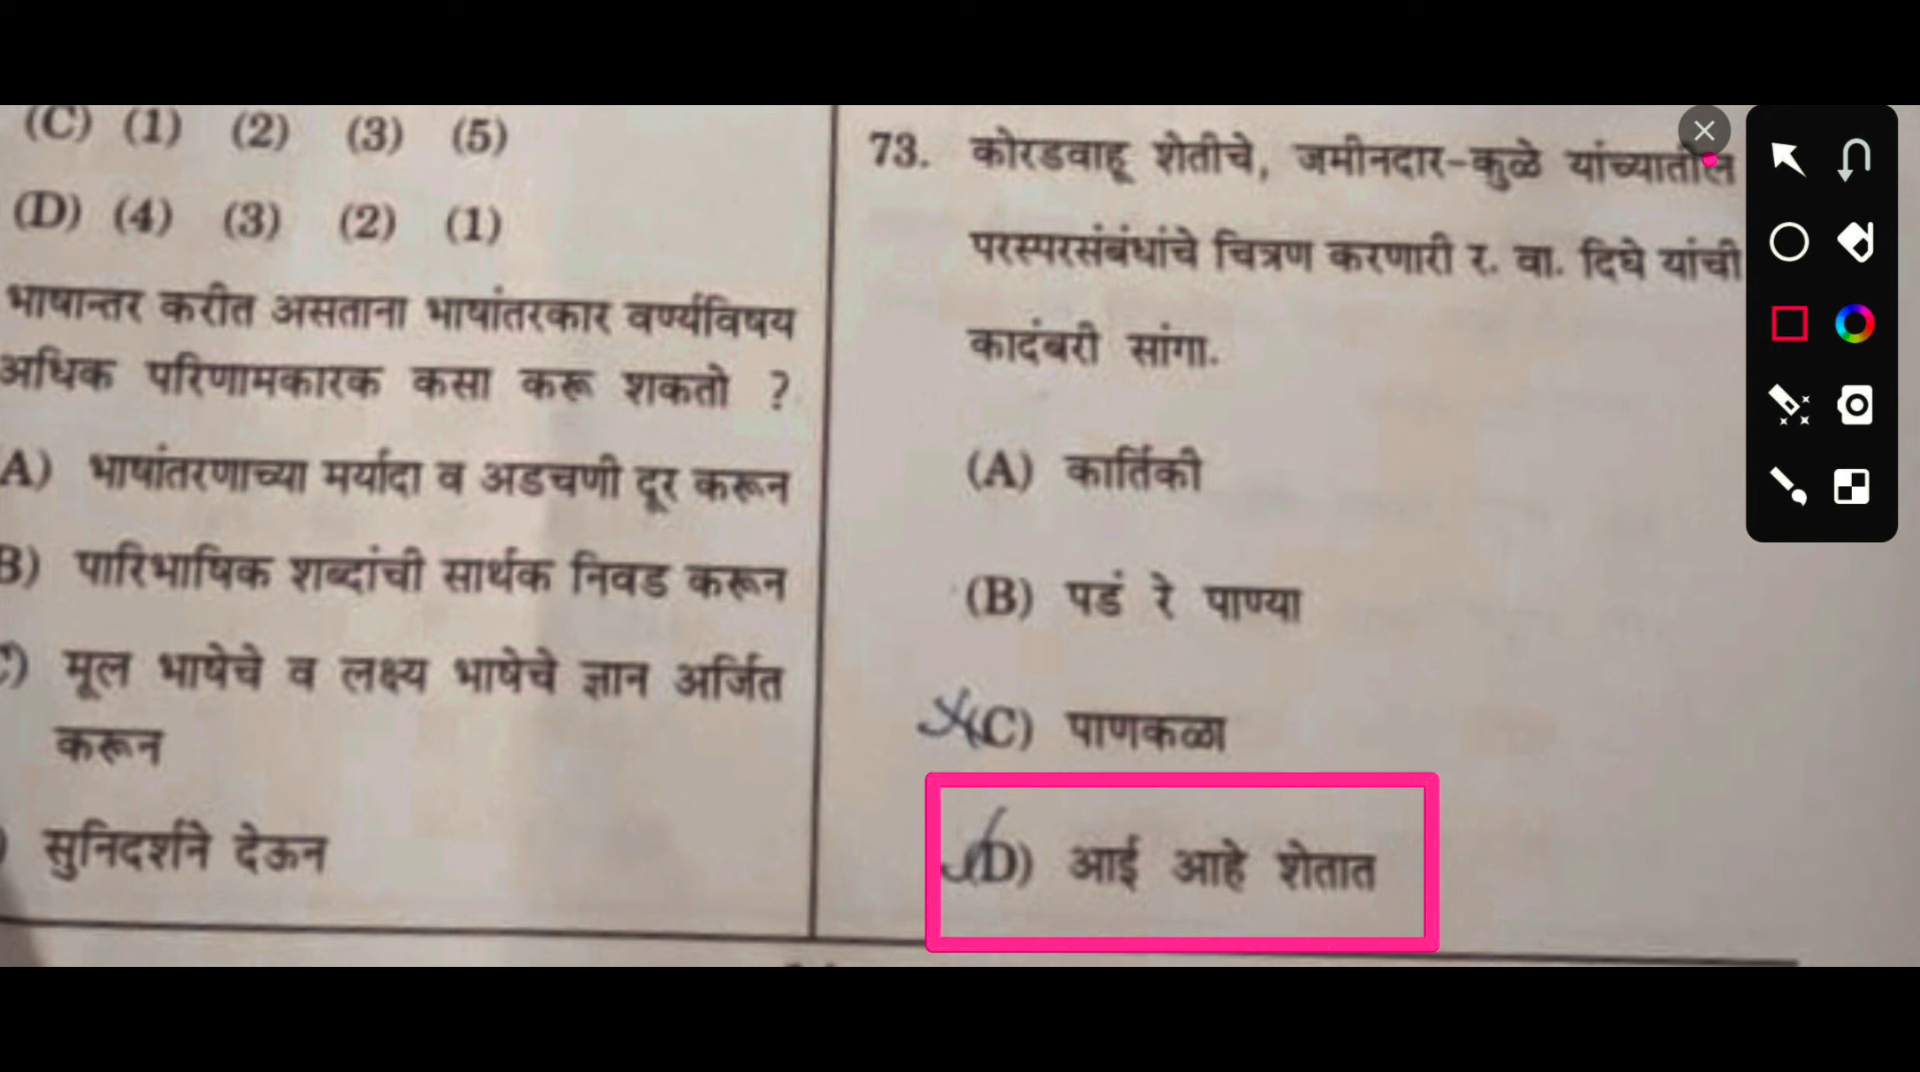 (C) (1) (2) (3) (5)
(D) (4) (3) (2) (1)
भाषान्तर करीत असताना भाषांतरकार वर्ण्यविषय
अधिक परिणामकारक कसा करू शकतो ?
A) भाषांतरणाच्या मर्यादा व अडचणी दूर करून
B) पारिभाषिक शब्दांची सार्थक निवड करून
C) मूल भाषेचे व लक्ष्य भाषेचे ज्ञान अर्जित
करून
) सुनिदर्शने देऊन
73. कोरडवाहू शेतीचे, जमीनदार-कुळे यांच्यातील
परस्परसंबंधांचे चित्रण करणारी र. वा. दिघे यांची
कादंबरी सांगा.
(A) कार्तिकी
(B) पडं रे पाण्या
(C) पाणकळा
(D) आई आहे शेतात